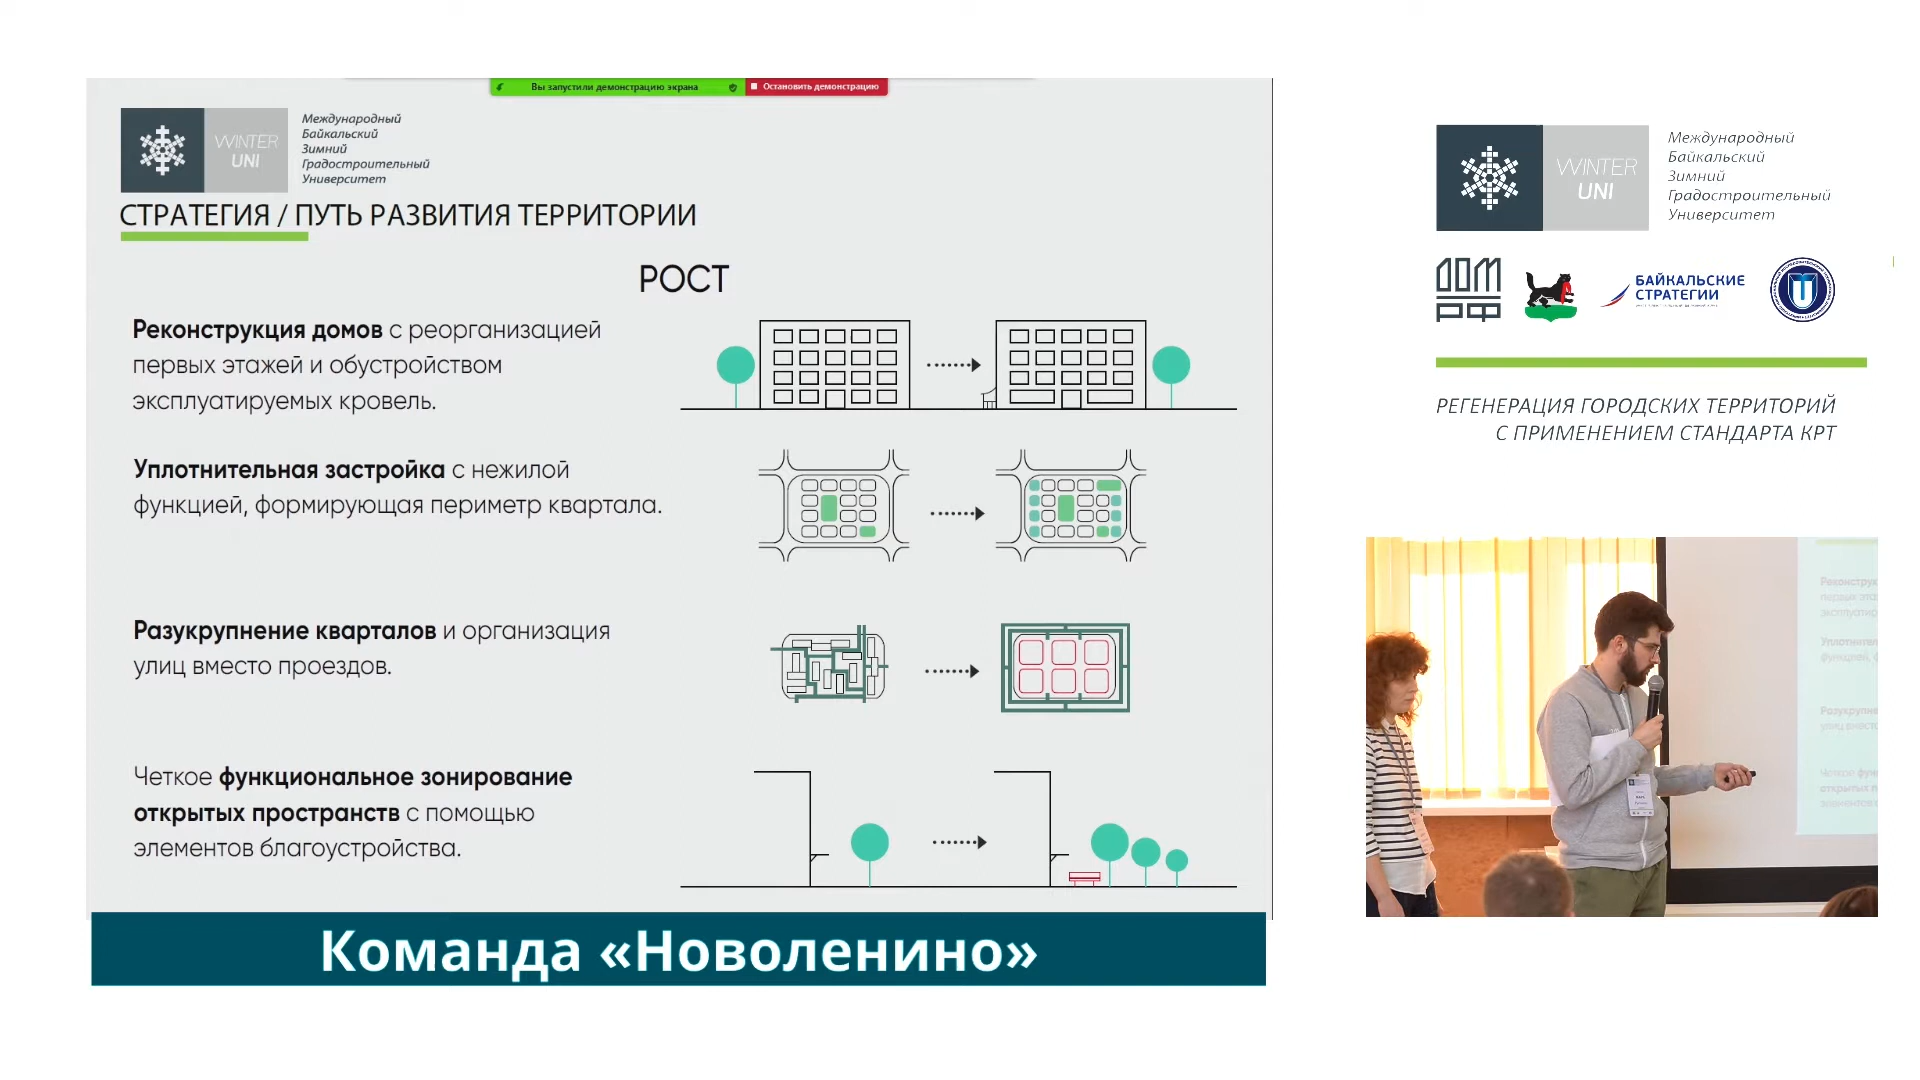 Вы запустили демонстрацию экрана
Остановить демонстрацию
WINTER
UNI
Международный
Байкальский
Зимний
Градостроительный
Университет
СТРАТЕГИЯ / ПУТЬ РАЗВИТИЯ ТЕРРИТОРИИ
РОСТ
Реконструкция домов с реорганизацией
первых этажей и обустройством
эксплуатируемых кровель.
Уплотнительная застройка с нежилой
функцией, формирующая периметр квартала.
Разукрупнение кварталов и организация
улиц вместо проездов.
Четкое функциональное зонирование
открытых пространств с помощью
элементов благоустройства.
Команда «Новоленино»
WINTER
UNI
Международный
Байкальский
Зимний
Градостроительный
Университет
ДОМ
РФ
БАЙКАЛЬСКИЕ
СТРАТЕГИИ
РЕГЕНЕРАЦИЯ ГОРОДСКИХ ТЕРРИТОРИЙ
С ПРИМЕНЕНИЕМ СТАНДАРТА КРТ